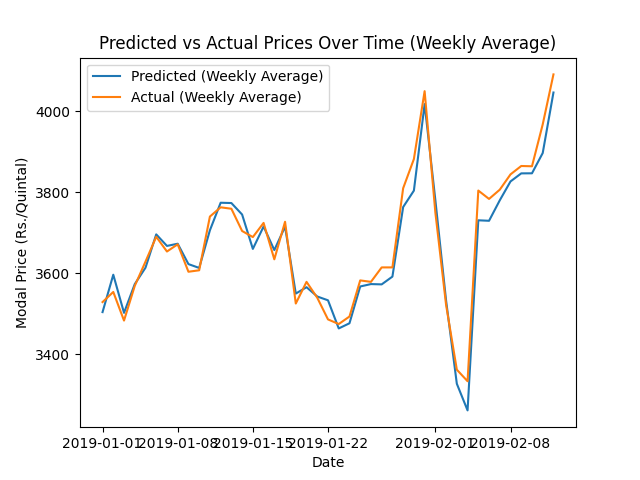 Predicted vs Actual Prices Over Time (Weekly Average)
Predicted (Weekly Average)
Actual (Weekly Average)
Modal Price (Rs./Quintal)
4000
3800
3600
3400
2019-01-01 2019-01-08 2019-01-15 2019-01-22 2019-02-01 2019-02-08
Date